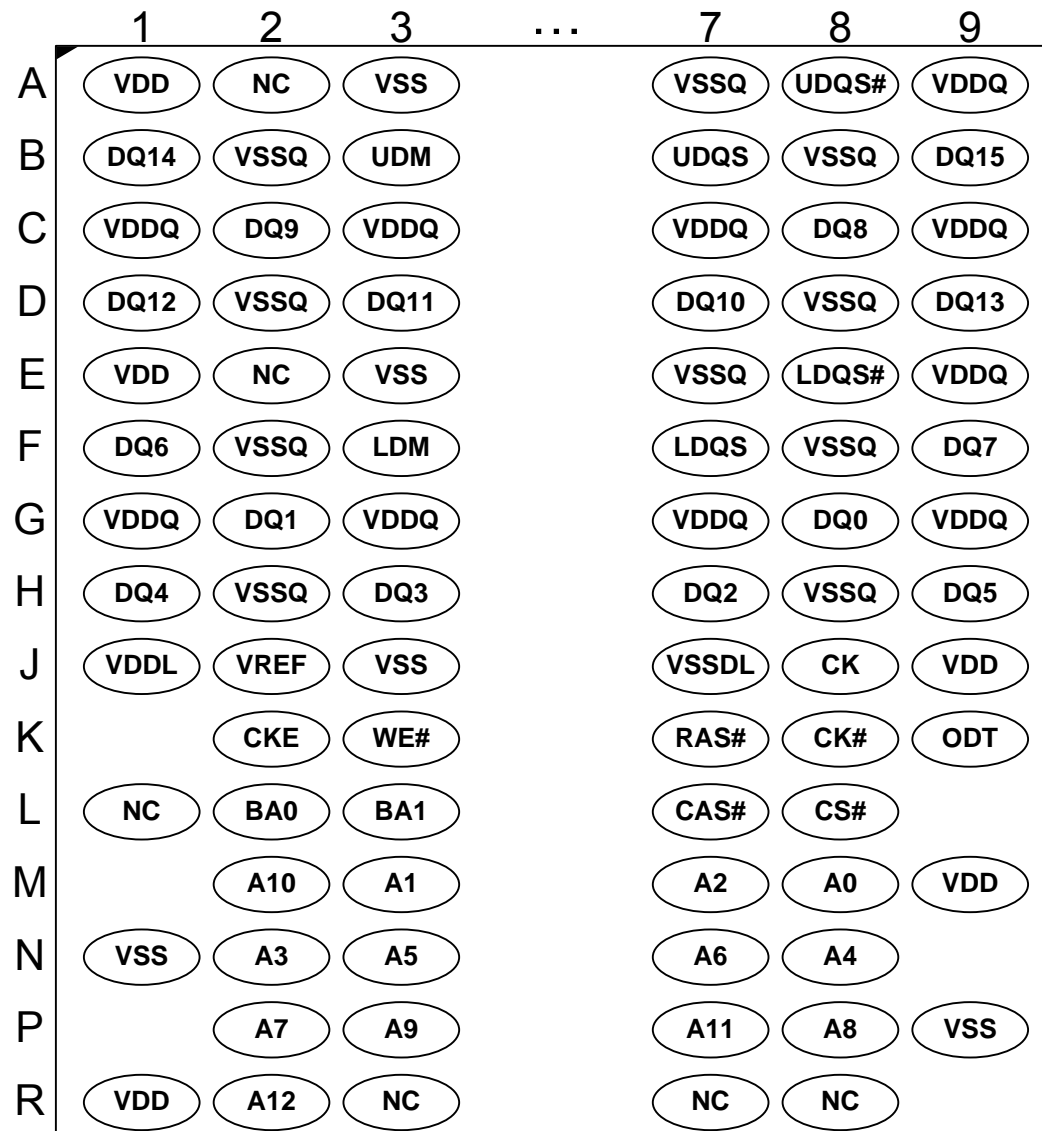 1 2 3 ... 7 8 9
A VDD NC VSS VSSQ UDQS# VDDQ
B DQ14 VSSQ UDM UDQS VSSQ DQ15
C VDDQ DQ9 VDDQ VDDQ DQ8 VDDQ
D DQ12 VSSQ DQ11 DQ10 VSSQ DQ13
E VDD NC VSS VSSQ LDQS# VDDQ
F DQ6 VSSQ LDM LDQS VSSQ DQ7
G VDDQ DQ1 VDDQ VDDQ DQ0 VDDQ
H DQ4 VSSQ DQ3 DQ2 VSSQ DQ5
J VDDL VREF VSS VSSDL CK VDD
K CKE WE# RAS# CK# ODT
L NC BA0 BA1 CAS# CS#
M A10 A1 A2 A0 VDD
N VSS A3 A5 A6 A4
P A7 A9 A11 A8 VSS
R VDD A12 NC NC NC